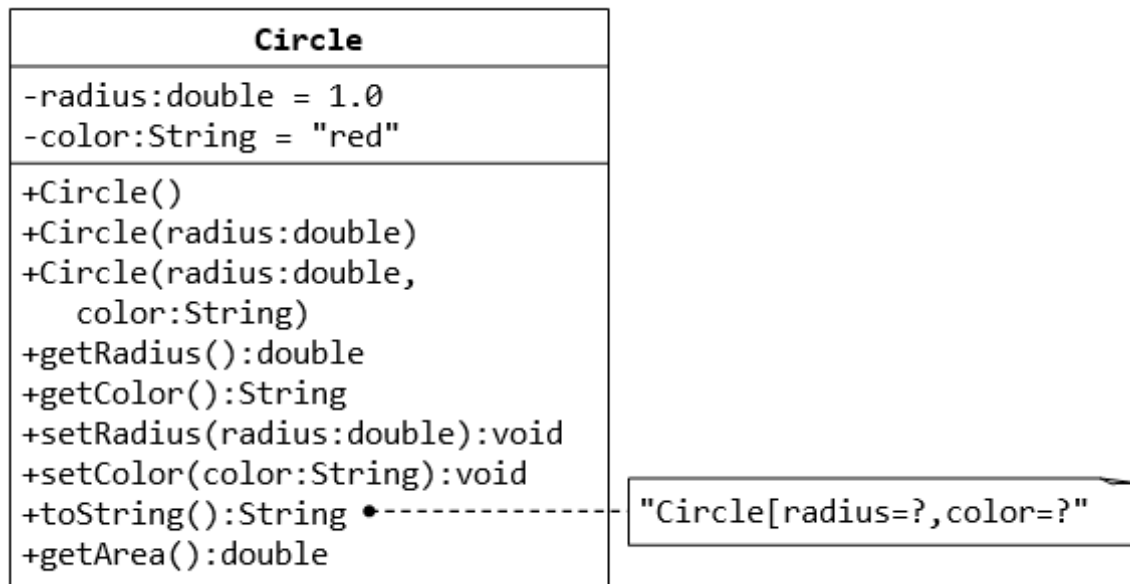 Circle
-radius:double = 1.0
-color:String = "red"
+Circle()
+Circle(radius:double)
+Circle(radius:double,
color:String)
+getRadius():double
+getColor():String
+setRadius(radius:double):void
+setColor(color:String):void
+toString():String
"Circle[radius=?,color=?"
+getArea():double